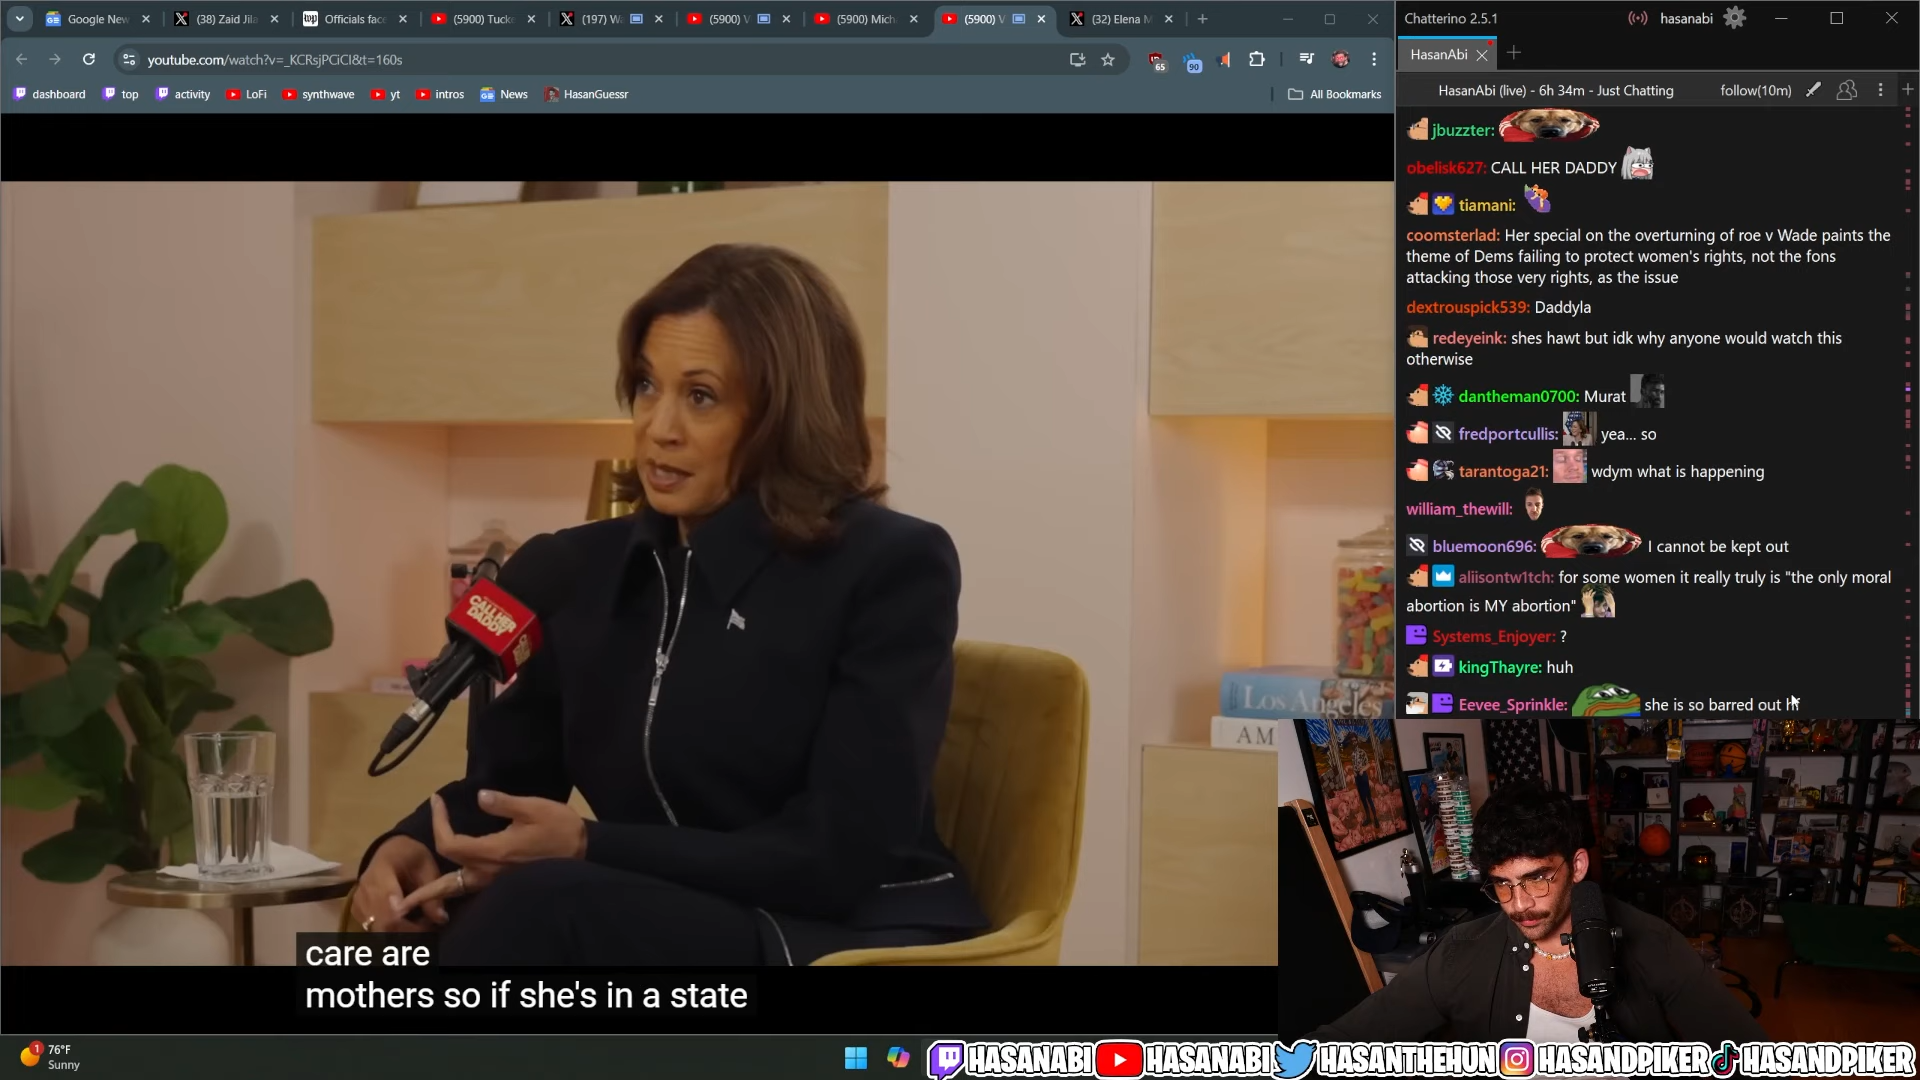 Google New
(38) Zaid Jila
Officials face
(5900) Tucke
(197) W
(5900) V
(5900) Mich
(5900) V
(32) Elena M
Chatterino 2.5.1
hasanabi
youtube.com/watch?v=_KCRsjPCiCI&t=160s
65
90
HasanAbi
dashboard
top
activity
LoFi
synthwave
yt
intros
News
HasanGuessr
All Bookmarks
HasanAbi (live) - 6h 34m - Just Chatting
follow(10m)
jbuzzter:
obelisk627: CALL HER DADDY
tiamani:
coomsterlad: Her special on the overturning of roe v Wade paints the
theme of Dems failing to protect women's rights, not the fons
attacking those very rights, as the issue
dextrouspick539: Daddyla
redeyeink: shes hawt but idk why anyone would watch this
otherwise
dantheman0700: Murat
fredportcullis: yea... so
tarantoga21: wdym what is happening
william_thewill:
bluemoon696: I cannot be kept out
aliisontw1tch: for some women it really truly is "the only moral
abortion is MY abortion"
Systems_Enjoyer: ?
kingThayre: huh
Eevee_Sprinkle: she is so barred out
CALL HER
DADDY
Los Angeles
AM
care are
mothers so if she's in a state
1
76°F
Sunny
HASANABI
HASANABI
HASANTHEHUN
HASANDPIKER
HASANDPIKER